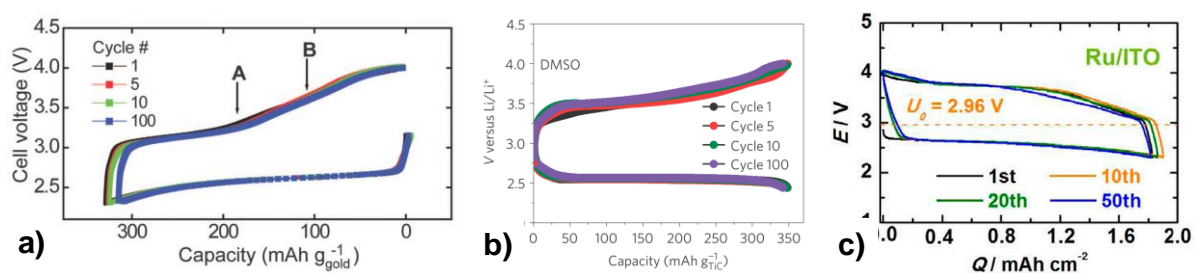 a)
Cell voltage (V)
4.5
4.0
3.5
3.0
2.5
Cycle #
1
5
10
100
A
B
300
200
100
0
Capacity (mAh g⁻¹gold)
b)
V versus Li/Li⁺
4.5
4.0
3.5
3.0
2.5
DMSO
Cycle 1
Cycle 5
Cycle 10
Cycle 100
0
50
100
150
200
250
300
350
Capacity (mAh g⁻¹TiC)
c)
E / V
5
4
3
2
1
Ru/ITO
U₀ = 2.96 V
1st
10th
20th
50th
0.0
0.4
0.8
1.2
1.6
2.0
Q / mAh cm⁻²